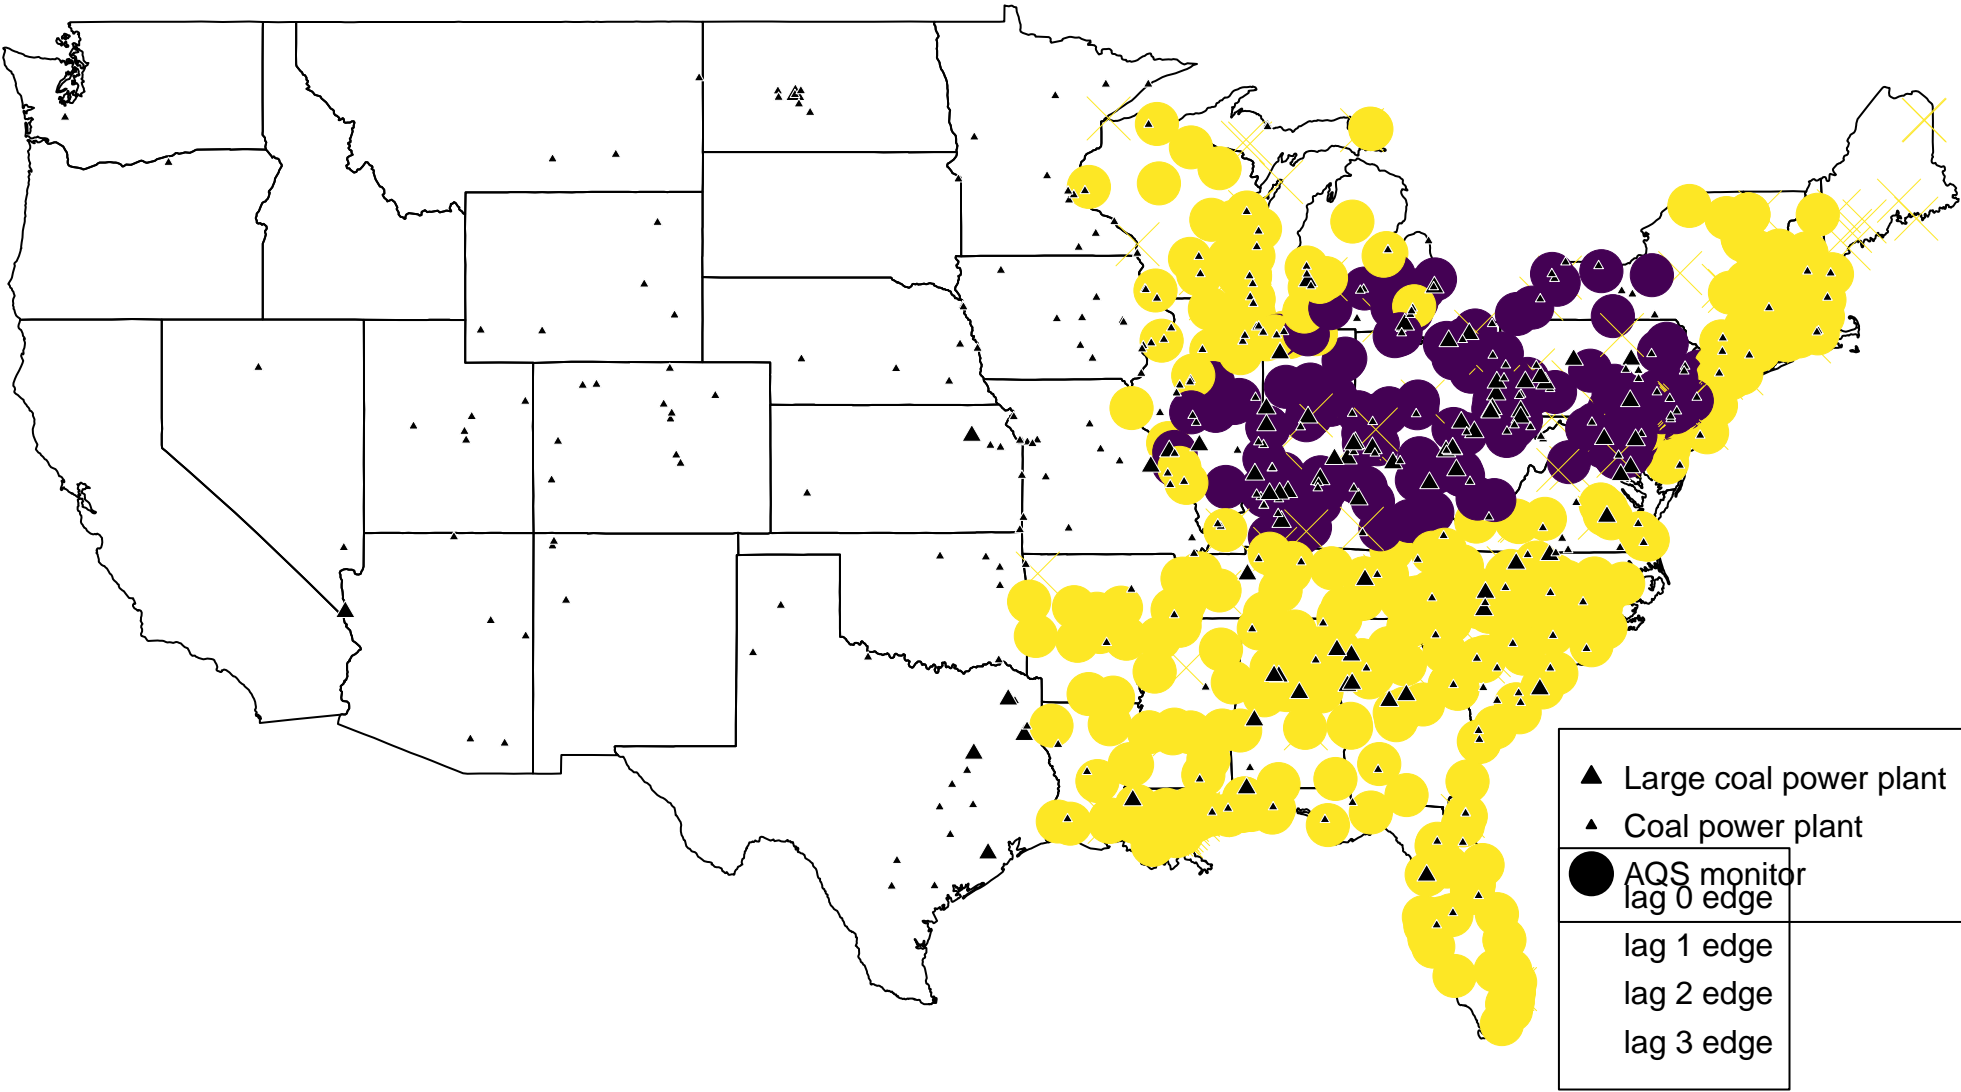 Large coal power plant
Coal power plant
AQS monitor
lag 0 edge
lag 1 edge
lag 2 edge
lag 3 edge